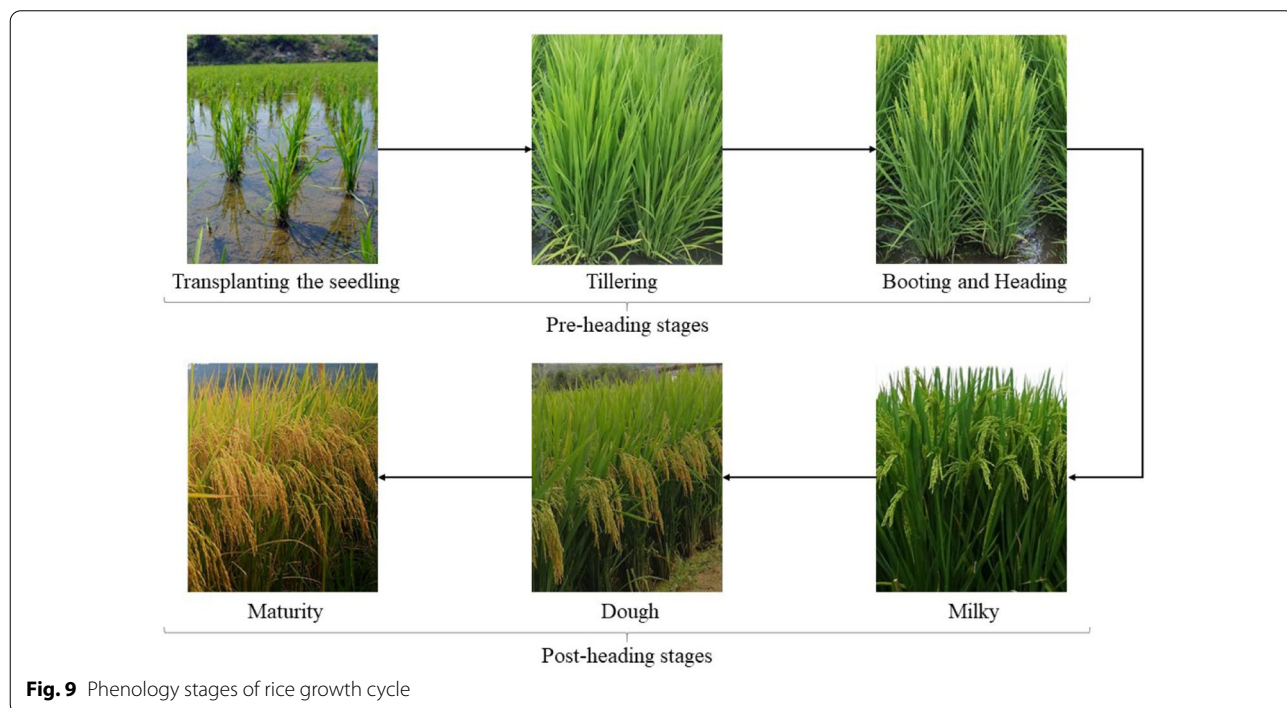 Transplanting the seedling
Tillering
Booting and Heading
Pre-heading stages
Maturity
Dough
Milky
Post-heading stages
Fig. 9 Phenology stages of rice growth cycle